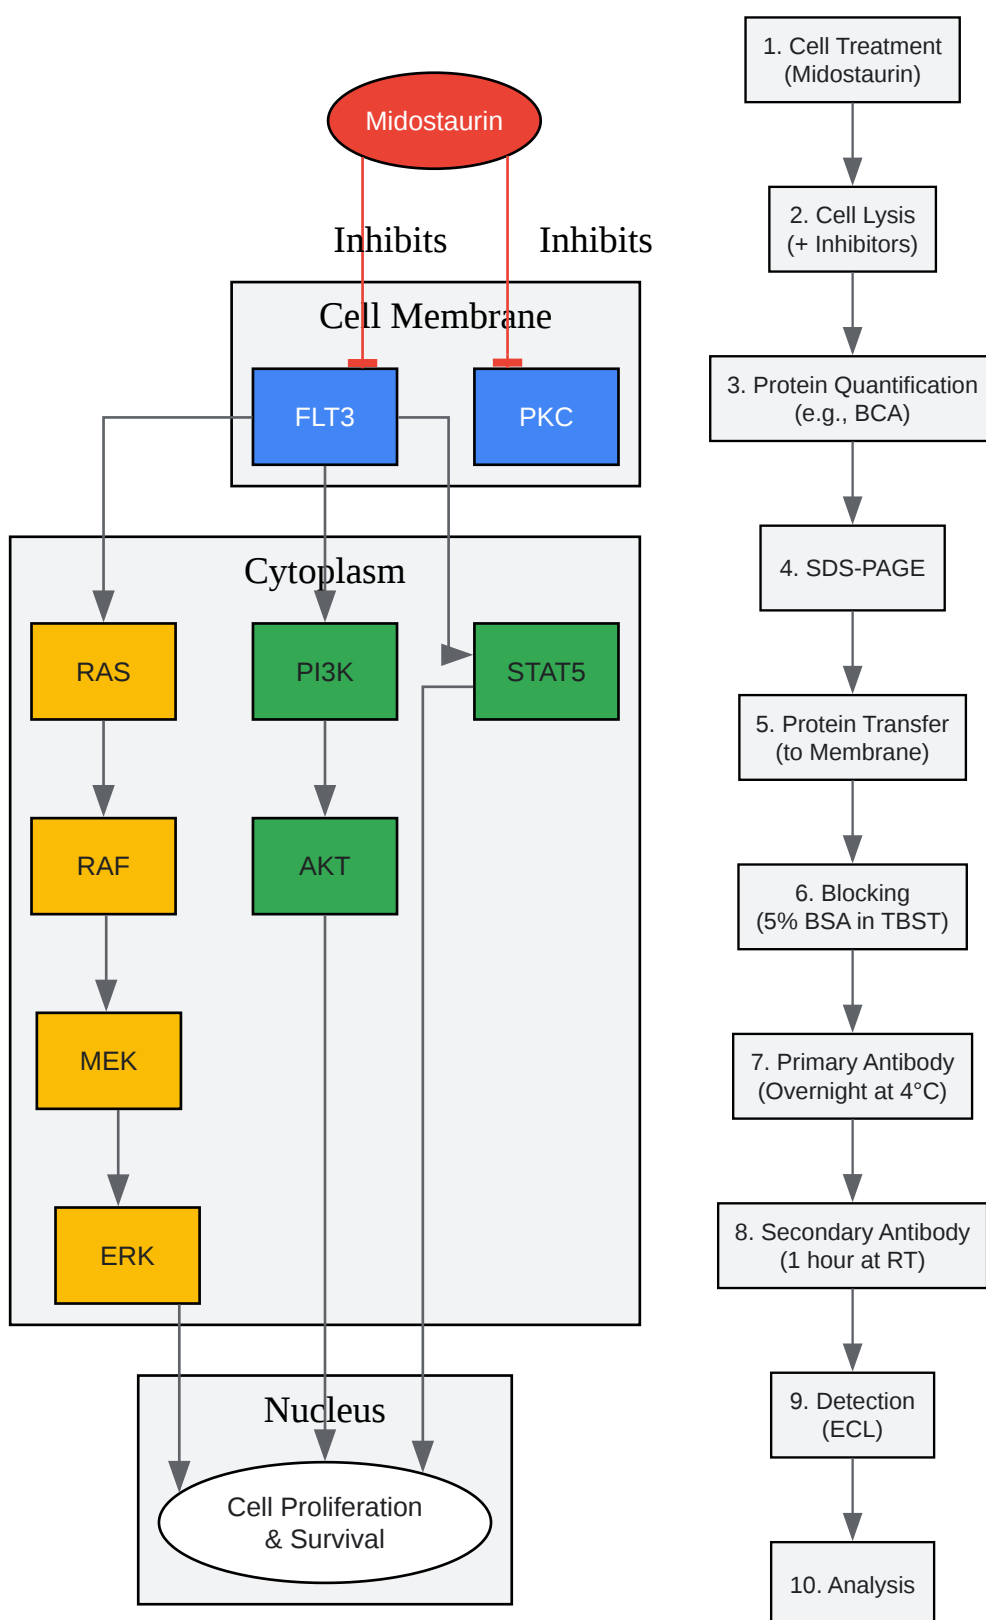 Midostaurin
Inhibits
Inhibits
Cell Membrane
FLT3
PKC
Cytoplasm
RAS
PI3K
STAT5
RAF
AKT
MEK
ERK
Nucleus
Cell Proliferation
& Survival
1. Cell Treatment
(Midostaurin)
2. Cell Lysis
(+ Inhibitors)
3. Protein Quantification
(e.g., BCA)
4. SDS-PAGE
5. Protein Transfer
(to Membrane)
6. Blocking
(5% BSA in TBST)
7. Primary Antibody
(Overnight at 4°C)
8. Secondary Antibody
(1 hour at RT)
9. Detection
(ECL)
10. Analysis